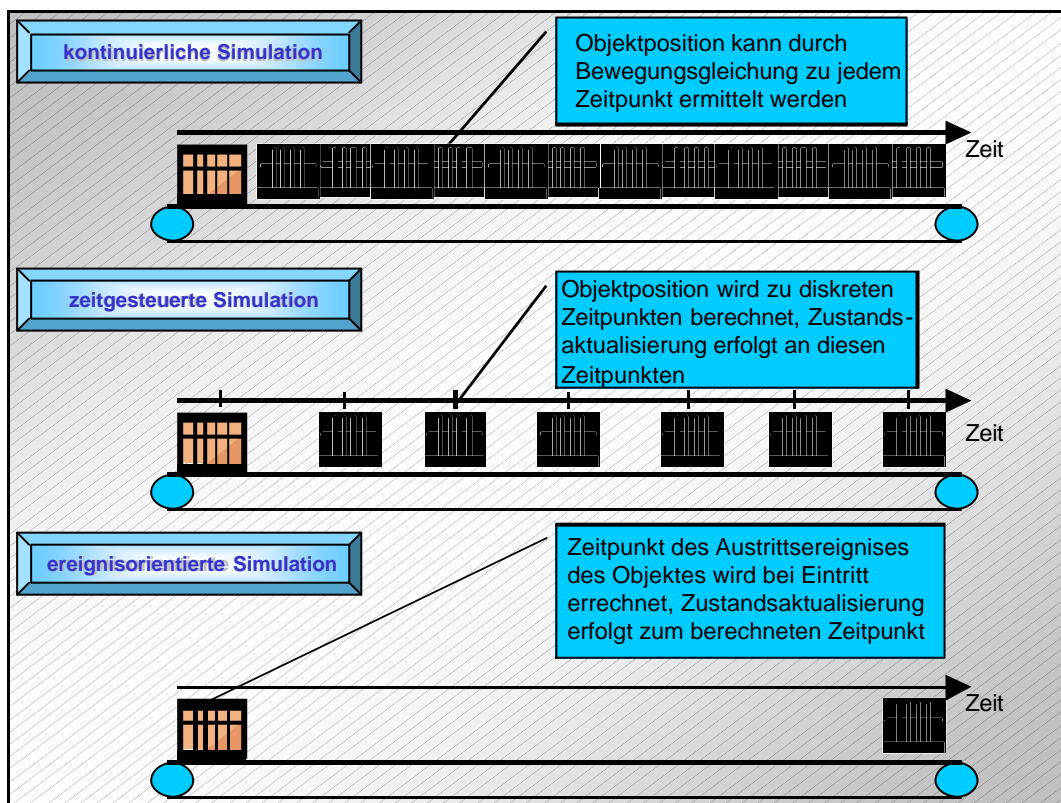 kontinuierliche Simulation
Objektposition kann durch
Bewegungsgleichung zu jedem
Zeitpunkt ermittelt werden
Zeit
zeitgesteuerte Simulation
Objektposition wird zu diskreten
Zeitpunkten berechnet, Zustands-
aktualisierung erfolgt an diesen
Zeitpunkten
Zeit
ereignisorientierte Simulation
Zeitpunkt des Austrittsereignises
des Objektes wird bei Eintritt
errechnet, Zustandsaktualisierung
erfolgt zum berechneten Zeitpunkt
Zeit